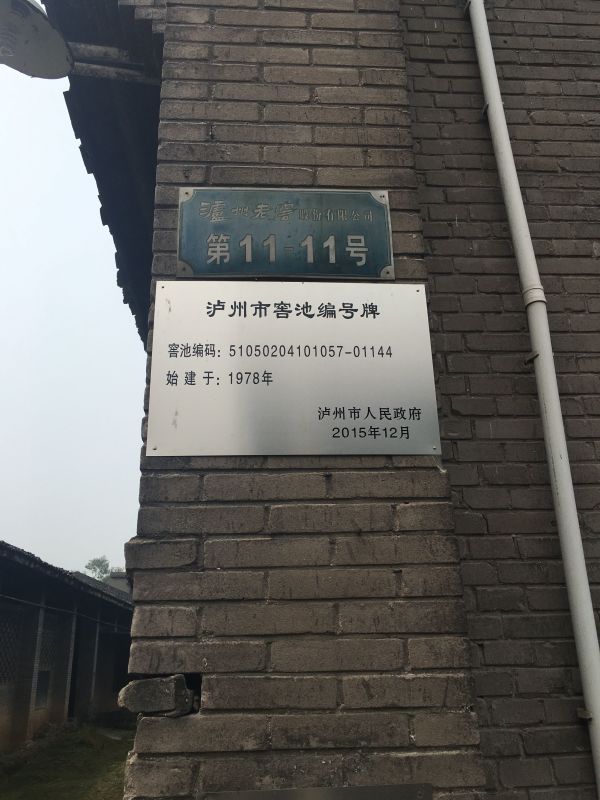 泸州老窖股份有限公司
第11-11号
泸州市窖池编号牌
窖池编码：51050204101057-01144
始建于：1978年
泸州市人民政府
2015年12月